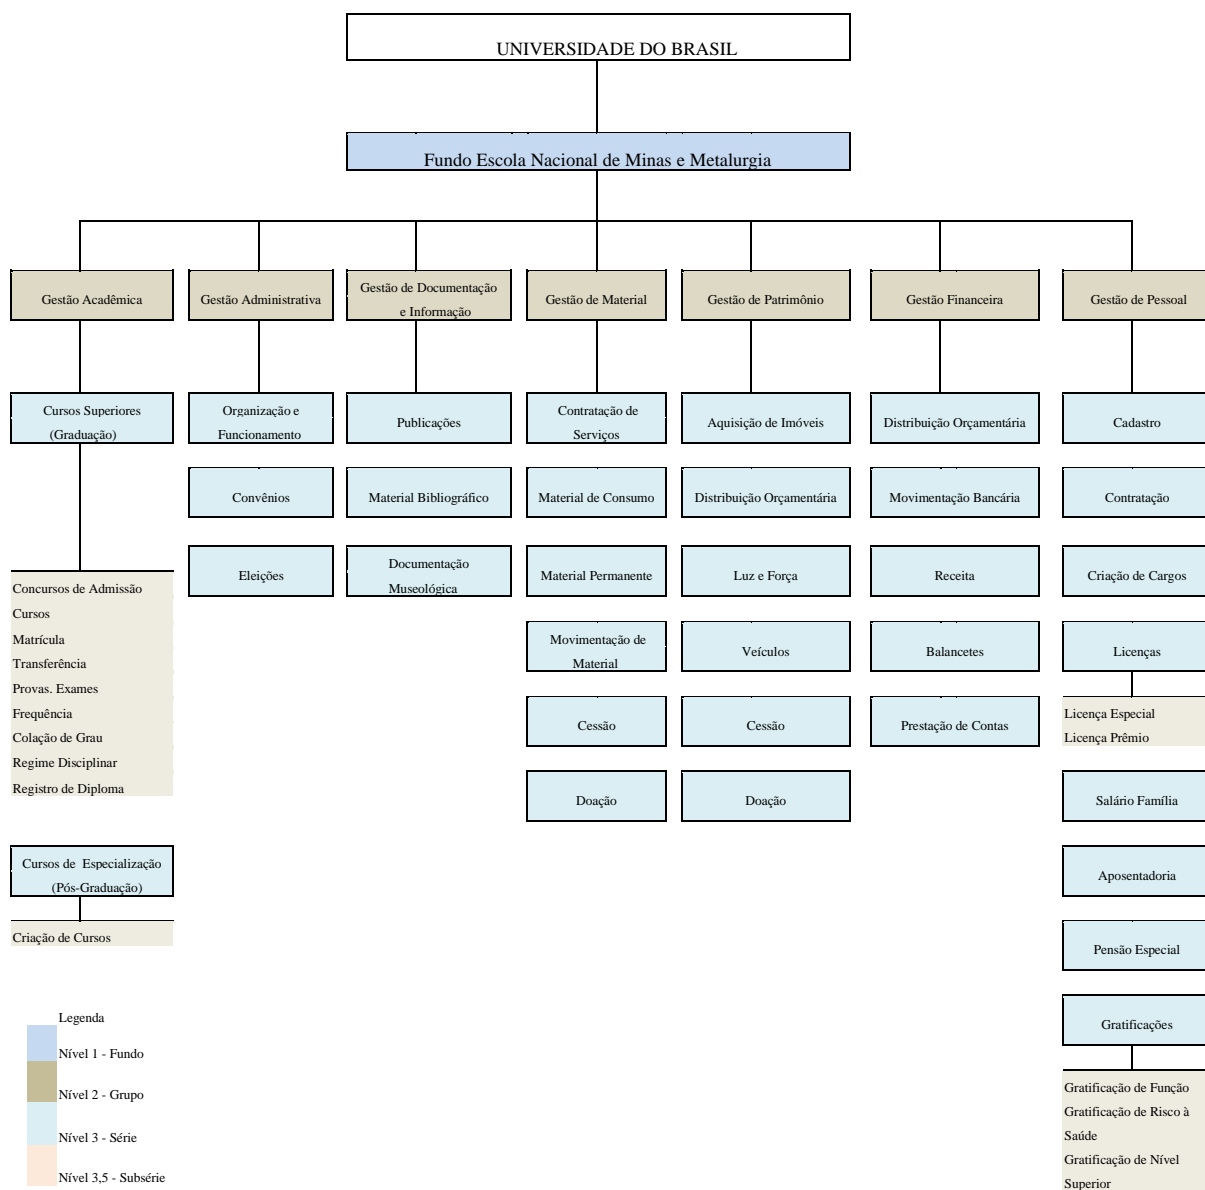 UNIVERSIDADE DO BRASIL
Fundo Escola Nacional de Minas e Metalurgia
Gestão Acadêmica
Gestão Administrativa
Gestão de Documentação
e Informação
Gestão de Material
Gestão de Patrimônio
Gestão Financeira
Gestão de Pessoal
Cursos Superiores
(Graduação)
Organização e
Funcionamento
Publicações
Contratação de
Serviços
Aquisição de Imóveis
Distribuição Orçamentária
Cadastro
Convênios
Material Bibliográfico
Material de Consumo
Distribuição Orçamentária
Movimentação Bancária
Contratação
Eleições
Documentação
Museológica
Material Permanente
Luz e Força
Receita
Criação de Cargos
Concursos de Admissão
Cursos
Matrícula
Transferência
Provas. Exames
Frequência
Colação de Grau
Regime Disciplinar
Registro de Diploma
Movimentação de
Material
Veículos
Balancetes
Licenças
Licença Especial
Licença Prêmio
Cessão
Cessão
Prestação de Contas
Doação
Doação
Salário Família
Cursos de  Especialização
(Pós-Graduação)
Criação de Cursos
Aposentadoria
Pensão Especial
Gratificações
Gratificação de Função
Gratificação de Risco à
Saúde
Gratificação de Nível
Superior
Legenda
Nível 1 - Fundo
Nível 2 - Grupo
Nível 3 - Série
Nível 3,5 - Subsérie